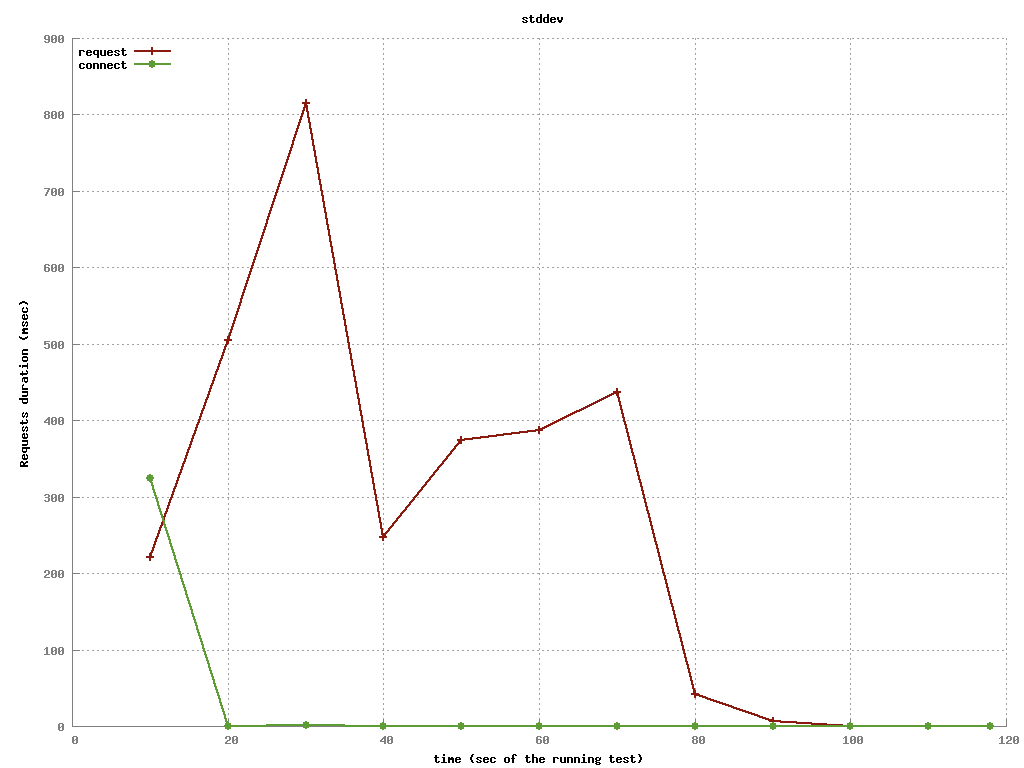 stddev
900
request
connect
800
700
600
500
400
300
200
100
0
Requests duration (msec)
0 20 40 60 80 100 120
time (sec of the running test)